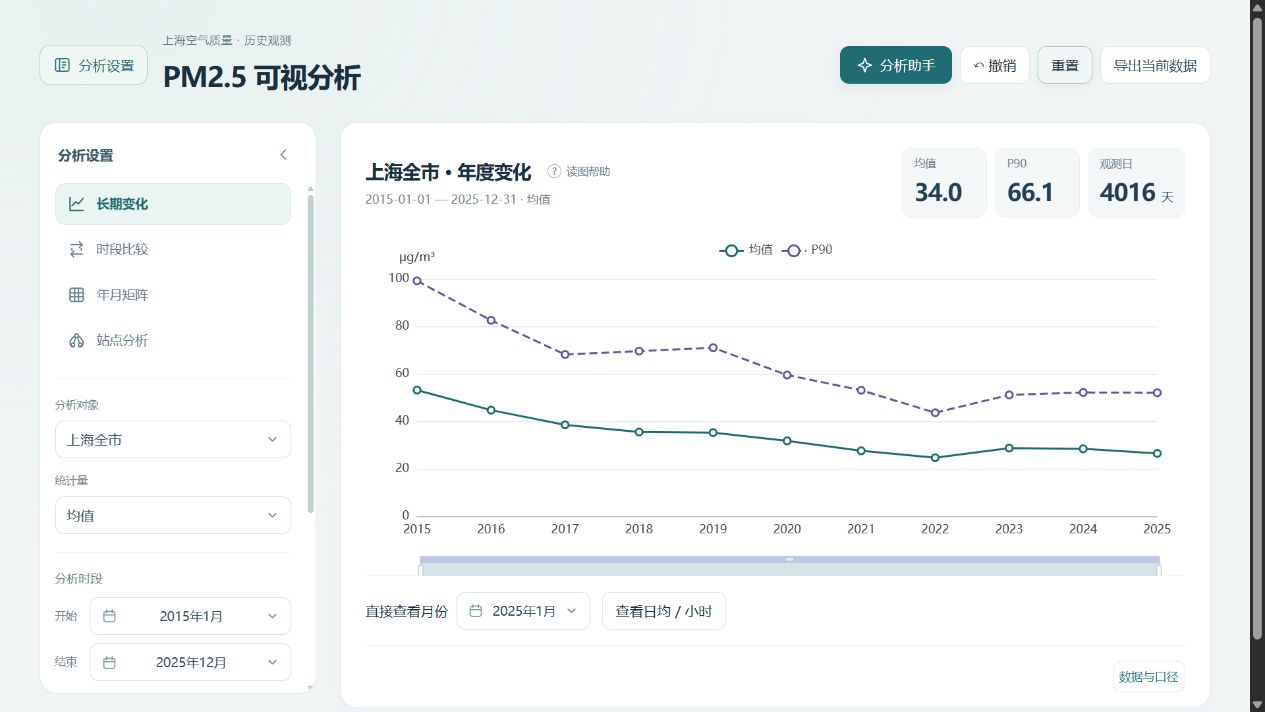 分析设置
上海空气质量 · 历史观测
PM2.5 可视分析
分析助手
撤销
重置
导出当前数据
分析设置
长期变化
时段比较
年月矩阵
站点分析
分析对象
上海全市
统计量
均值
分析时段
开始
2015年1月
结束
2025年12月
上海全市 · 年度变化
? 读图帮助
2015-01-01 — 2025-12-31 · 均值
均值
34.0
P90
66.1
观测日
4016 天
均值
P90
μg/m³
100
80
60
40
20
0
2015 2016 2017 2018 2019 2020 2021 2022 2023 2024 2025
直接查看月份
2025年1月
查看日均 / 小时
数据与口径